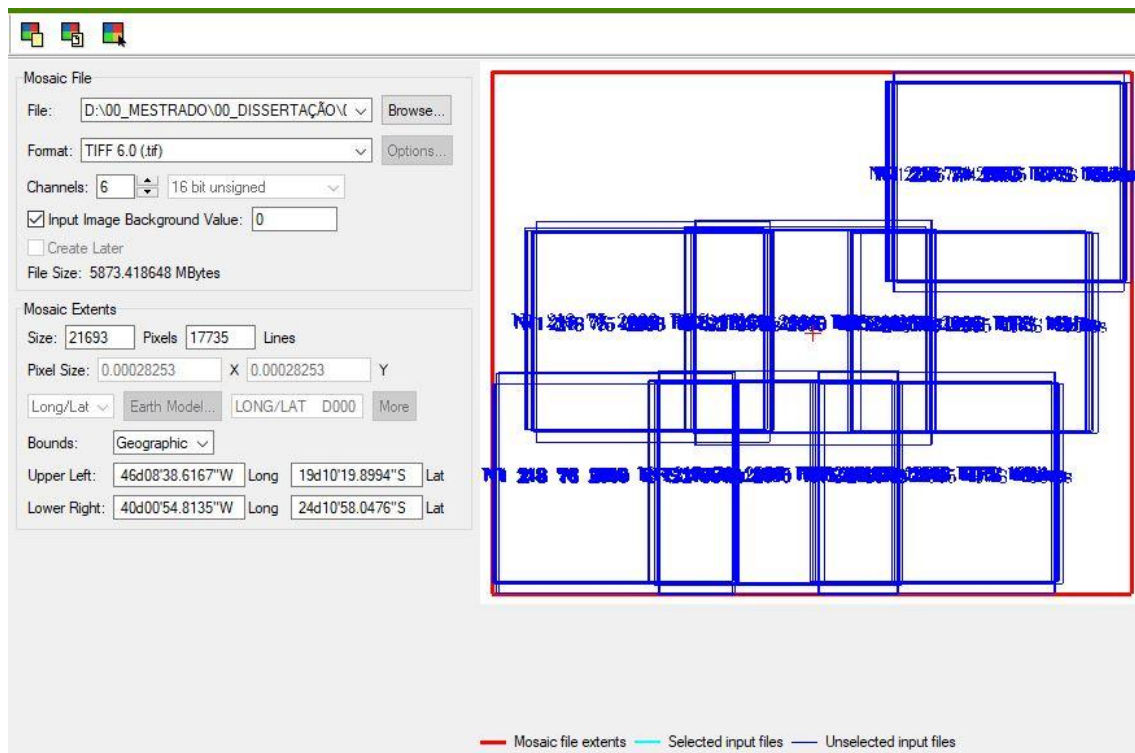 Mosaic File
File: D:\00_MESTRADO\00_DISSERTAÇÃO\( Browse...
Format: TIFF 6.0 (.tif) Options...
Channels: 6 16 bit unsigned
Input Image Background Value: 0
Create Later
File Size: 5873.418648 MBytes
Mosaic Extents
Size: 21693 Pixels 17735 Lines
Pixel Size: 0.00028253 X 0.00028253 Y
Long/Lat Earth Model... LONG/LAT D000 More
Bounds: Geographic
Upper Left: 46d08'38.6167"W Long 19d10'19.8994"S Lat
Lower Right: 40d00'54.8135"W Long 24d10'58.0476"S Lat
218 76
Mosaic file extents Selected input files Unselected input files